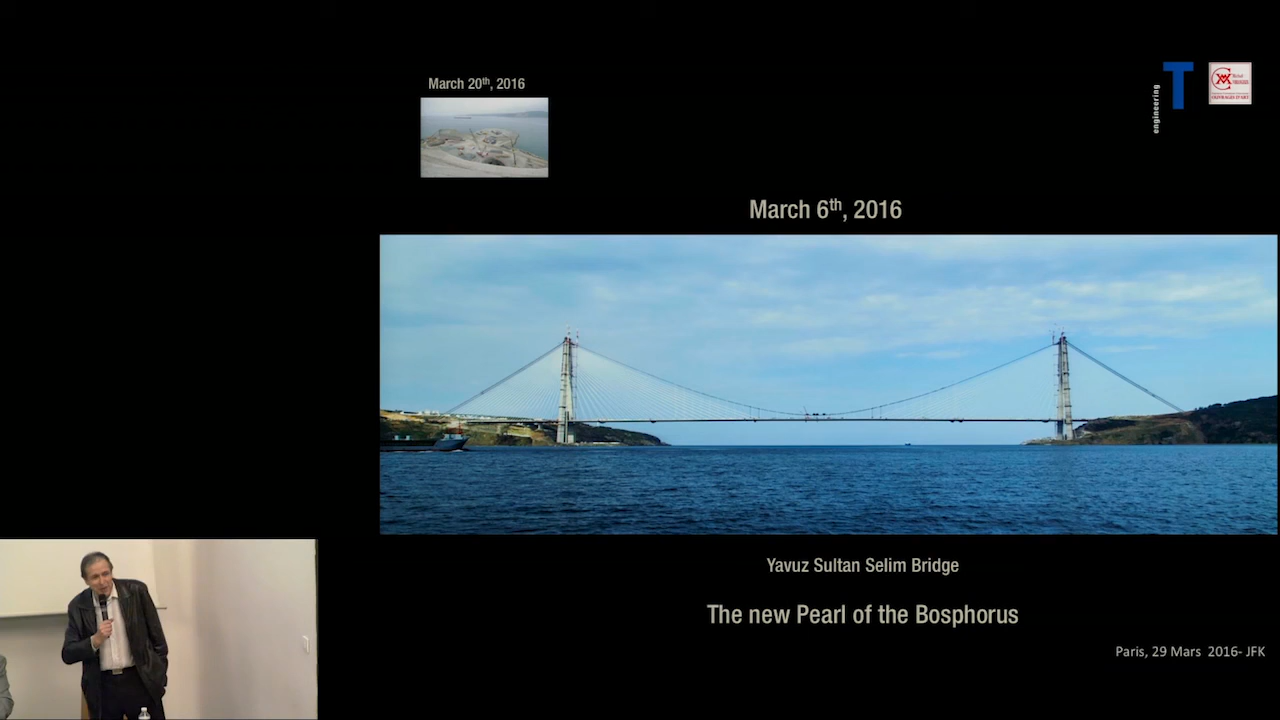 March 20th, 2016
engineering
T
March 6th, 2016
Yavuz Sultan Selim Bridge
The new Pearl of the Bosphorus
Paris, 29 Mars 2016- JFK